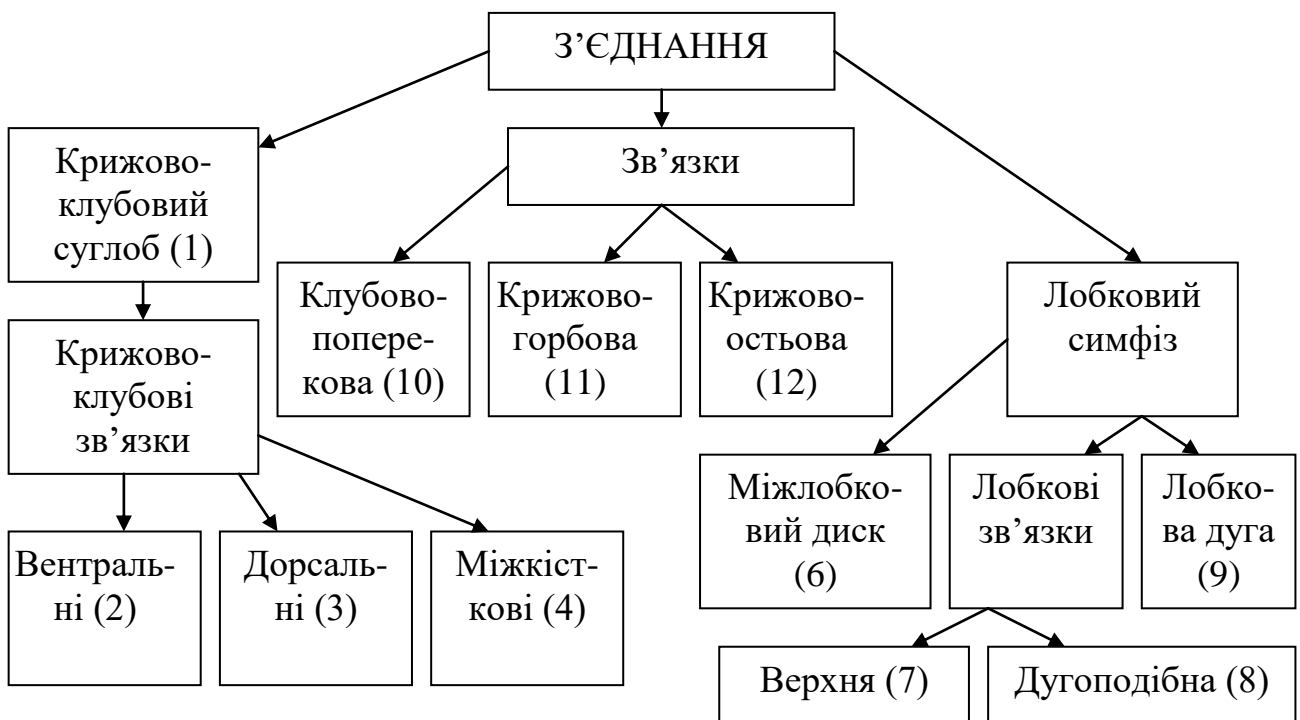 З’ЄДНАННЯ
Крижово-
клубовий
суглоб (1)
Зв’язки
Клубово-
попере-
кова (10)
Крижово-
горбова
(11)
Крижово-
остьова
(12)
Лобковий
симфіз
Крижово-
клубові
зв’язки
Міжлобко-
вий диск
(6)
Лобкові
зв’язки
Лобко-
ва дуга
(9)
Вентраль-
ні (2)
Дорсаль-
ні (3)
Міжкіст-
кові (4)
Верхня (7)
Дугоподібна (8)